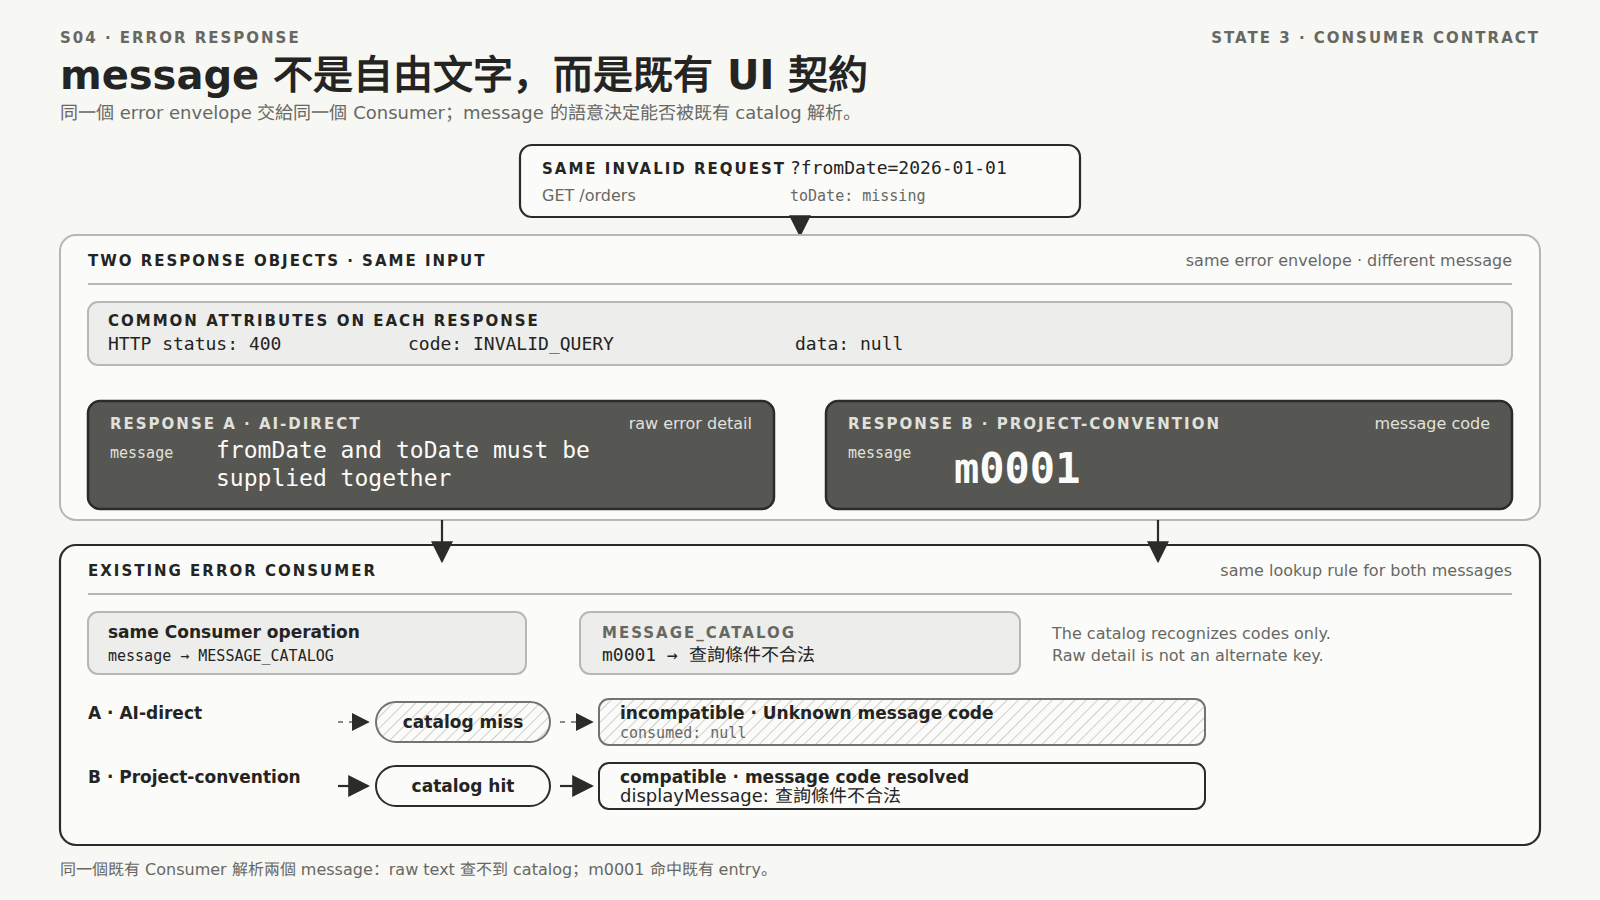 S04 · ERROR RESPONSE
STATE 3 · CONSUMER CONTRACT
message 不是自由文字，而是既有 UI 契約
同一個 error envelope 交給同一個 Consumer；message 的語意決定能否被既有 catalog 解析。
SAME INVALID REQUEST ?fromDate=2026-01-01
GET /orders toDate: missing
TWO RESPONSE OBJECTS · SAME INPUT
same error envelope · different message
COMMON ATTRIBUTES ON EACH RESPONSE
HTTP status: 400 code: INVALID_QUERY data: null
RESPONSE A · AI-DIRECT
raw error detail
message
fromDate and toDate must be
supplied together
RESPONSE B · PROJECT-CONVENTION
message code
message
m0001
EXISTING ERROR CONSUMER
same lookup rule for both messages
same Consumer operation
message → MESSAGE_CATALOG
MESSAGE_CATALOG
m0001 → 查詢條件不合法
The catalog recognizes codes only.
Raw detail is not an alternate key.
A · AI-direct
catalog miss
incompatible · Unknown message code
consumed: null
B · Project-convention
catalog hit
compatible · message code resolved
displayMessage: 查詢條件不合法
同一個既有 Consumer 解析兩個 message：raw text 查不到 catalog；m0001 命中既有 entry。